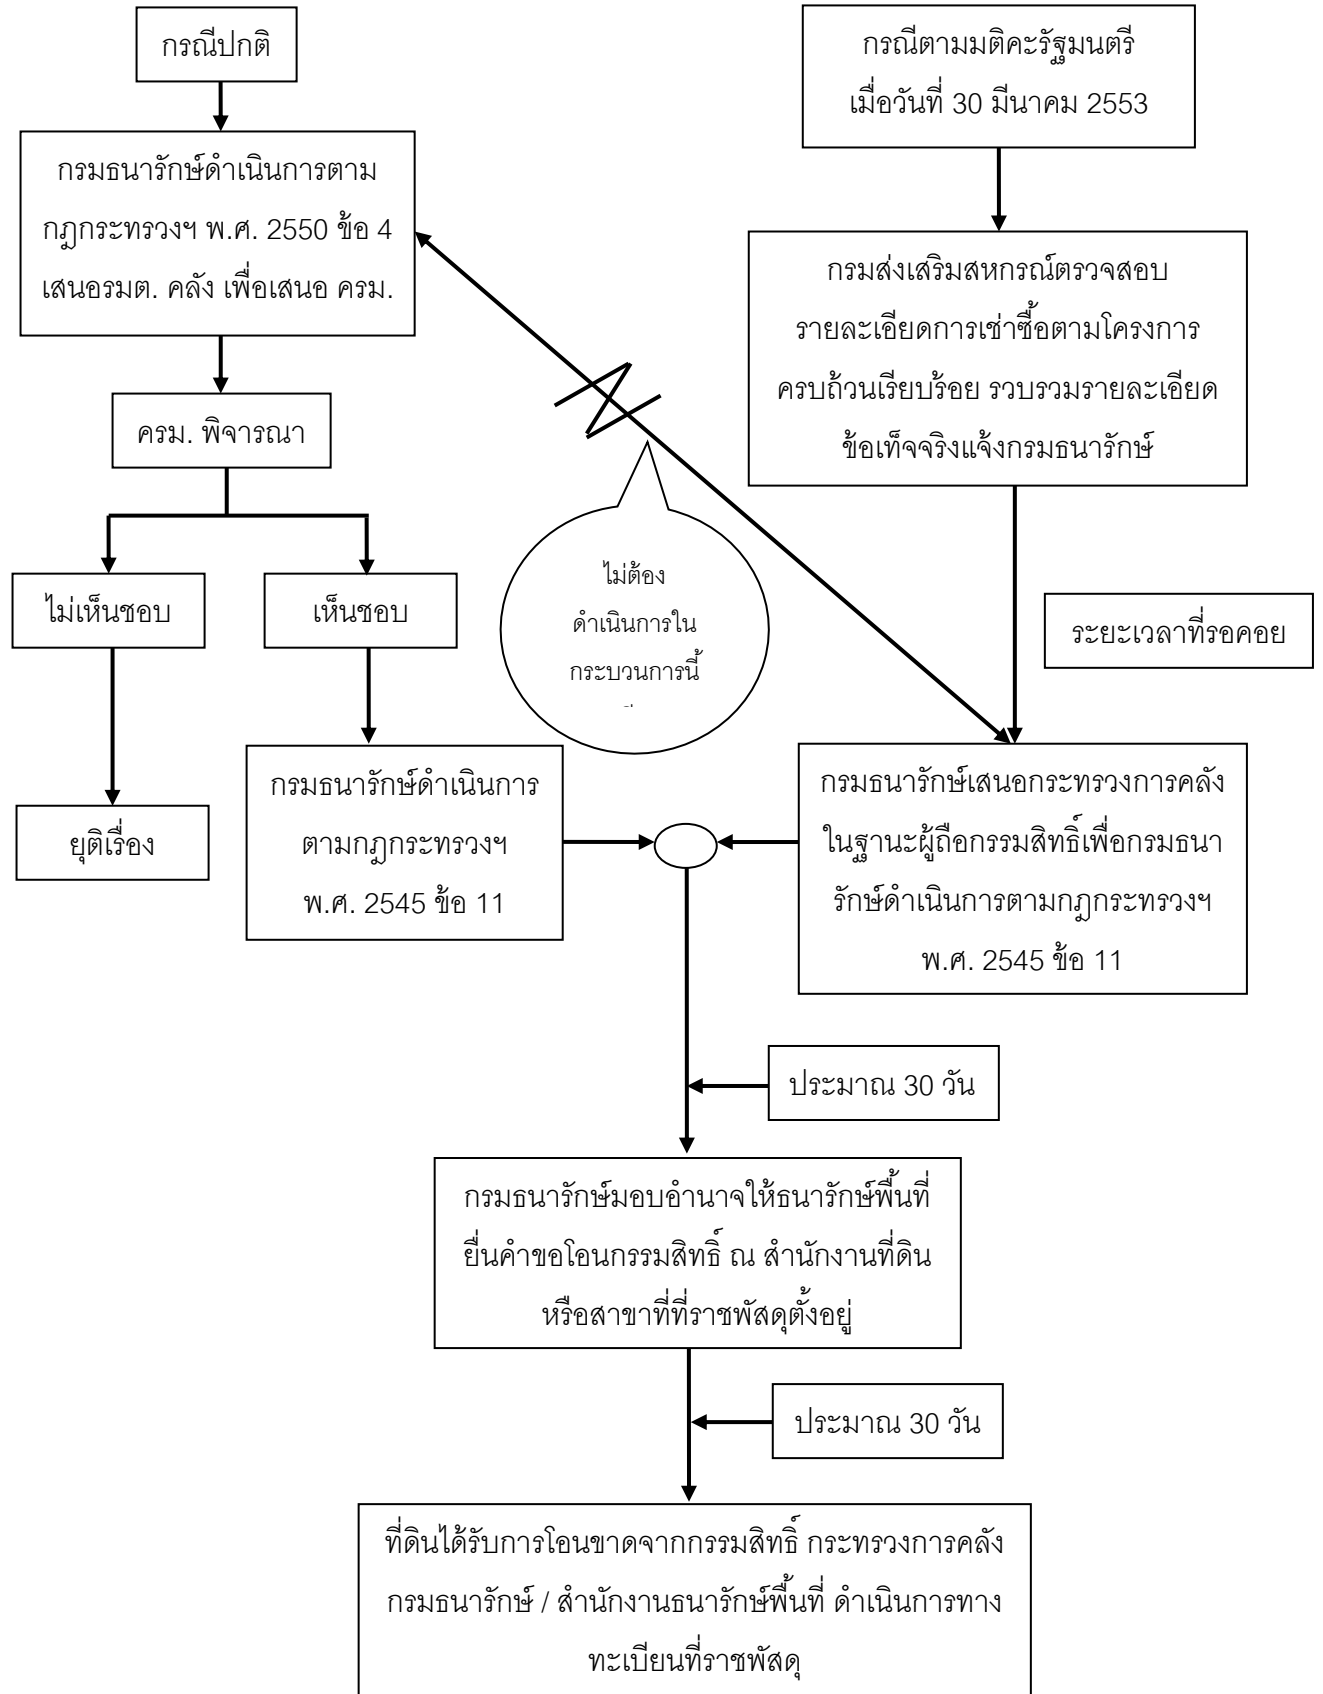 กรณีปกติ
กรมธนารักษ์ดำเนินการตาม
กฎกระทรวงฯ พ.ศ. 2550 ข้อ 4
เสนอรมต. คลัง เพื่อเสนอ ครม.
ครม. พิจารณา
ไม่เห็นชอบ
เห็นชอบ
ยุติเรื่อง
กรมธนารักษ์ดำเนินการ
ตามกฎกระทรวงฯ
พ.ศ. 2545 ข้อ 11
กรณีตามมติคะรัฐมนตรี
เมื่อวันที่ 30 มีนาคม 2553
กรมส่งเสริมสหกรณ์ตรวจสอบ
รายละเอียดการเช่าซื้อตามโครงการ
ครบถ้วนเรียบร้อย รวบรวมรายละเอียด
ข้อเท็จจริงแจ้งกรมธนารักษ์
ไม่ต้อง
ดำเนินการใน
กระบวนการนี้
ระยะเวลาที่รอคอย
กรมธนารักษ์เสนอกระทรวงการคลัง
ในฐานะผู้ถือกรรมสิทธิ์เพื่อกรมธนา
รักษ์ดำเนินการตามกฎกระทรวงฯ
พ.ศ. 2545 ข้อ 11
ประมาณ 30 วัน
กรมธนารักษ์มอบอำนาจให้ธนารักษ์พื้นที่
ยื่นคำขอโอนกรรมสิทธิ์ ณ สำนักงานที่ดิน
หรือสาขาที่ที่ราชพัสดุตั้งอยู่
ประมาณ 30 วัน
ที่ดินได้รับการโอนขาดจากกรรมสิทธิ์ กระทรวงการคลัง
กรมธนารักษ์ / สำนักงานธนารักษ์พื้นที่ ดำเนินการทาง
ทะเบียนที่ราชพัสดุ